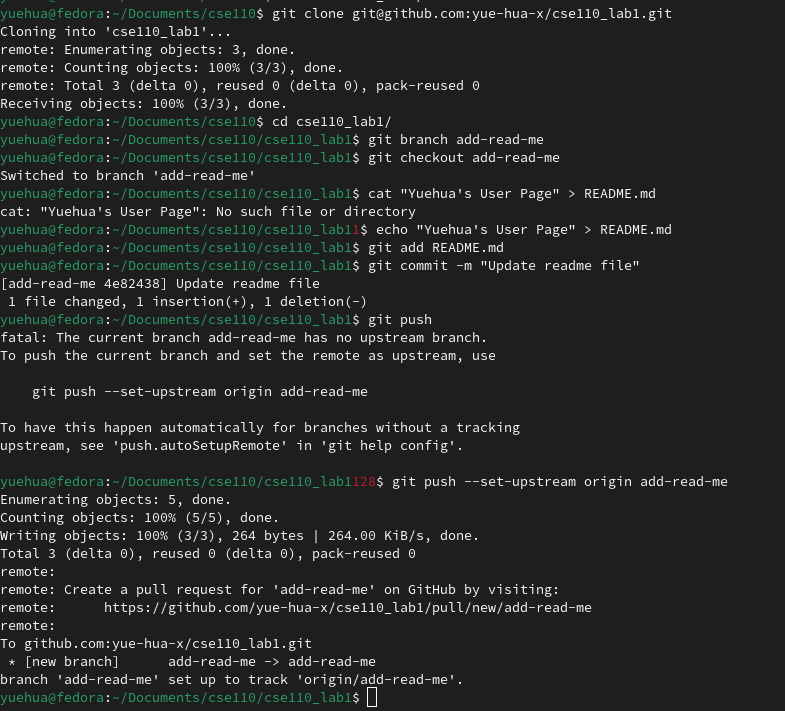 yuehua@fedora:~/Documents/cse110$ git clone git@github.com:yue-hua-x/cse110_lab1.git
Cloning into 'cse110_lab1'...
remote: Enumerating objects: 3, done.
remote: Counting objects: 100% (3/3), done.
remote: Total 3 (delta 0), reused 0 (delta 0), pack-reused 0
Receiving objects: 100% (3/3), done.
yuehua@fedora:~/Documents/cse110$ cd cse110_lab1/
yuehua@fedora:~/Documents/cse110/cse110_lab1$ git branch add-read-me
yuehua@fedora:~/Documents/cse110/cse110_lab1$ git checkout add-read-me
Switched to branch 'add-read-me'
yuehua@fedora:~/Documents/cse110/cse110_lab1$ cat "Yuehua's User Page" > README.md
cat: "Yuehua's User Page": No such file or directory
yuehua@fedora:~/Documents/cse110/cse110_lab11$ echo "Yuehua's User Page" > README.md
yuehua@fedora:~/Documents/cse110/cse110_lab1$ git add README.md
yuehua@fedora:~/Documents/cse110/cse110_lab1$ git commit -m "Update readme file"
[add-read-me 4e82438] Update readme file
 1 file changed, 1 insertion(+), 1 deletion(-)
yuehua@fedora:~/Documents/cse110/cse110_lab1$ git push
fatal: The current branch add-read-me has no upstream branch.
To push the current branch and set the remote as upstream, use

    git push --set-upstream origin add-read-me

To have this happen automatically for branches without a tracking
upstream, see 'push.autoSetupRemote' in 'git help config'.

yuehua@fedora:~/Documents/cse110/cse110_lab1128$ git push --set-upstream origin add-read-me
Enumerating objects: 5, done.
Counting objects: 100% (5/5), done.
Writing objects: 100% (3/3), 264 bytes | 264.00 KiB/s, done.
Total 3 (delta 0), reused 0 (delta 0), pack-reused 0
remote:
remote: Create a pull request for 'add-read-me' on GitHub by visiting:
remote:      https://github.com/yue-hua-x/cse110_lab1/pull/new/add-read-me
remote:
To github.com:yue-hua-x/cse110_lab1.git
 * [new branch]      add-read-me -> add-read-me
branch 'add-read-me' set up to track 'origin/add-read-me'.
yuehua@fedora:~/Documents/cse110/cse110_lab1$